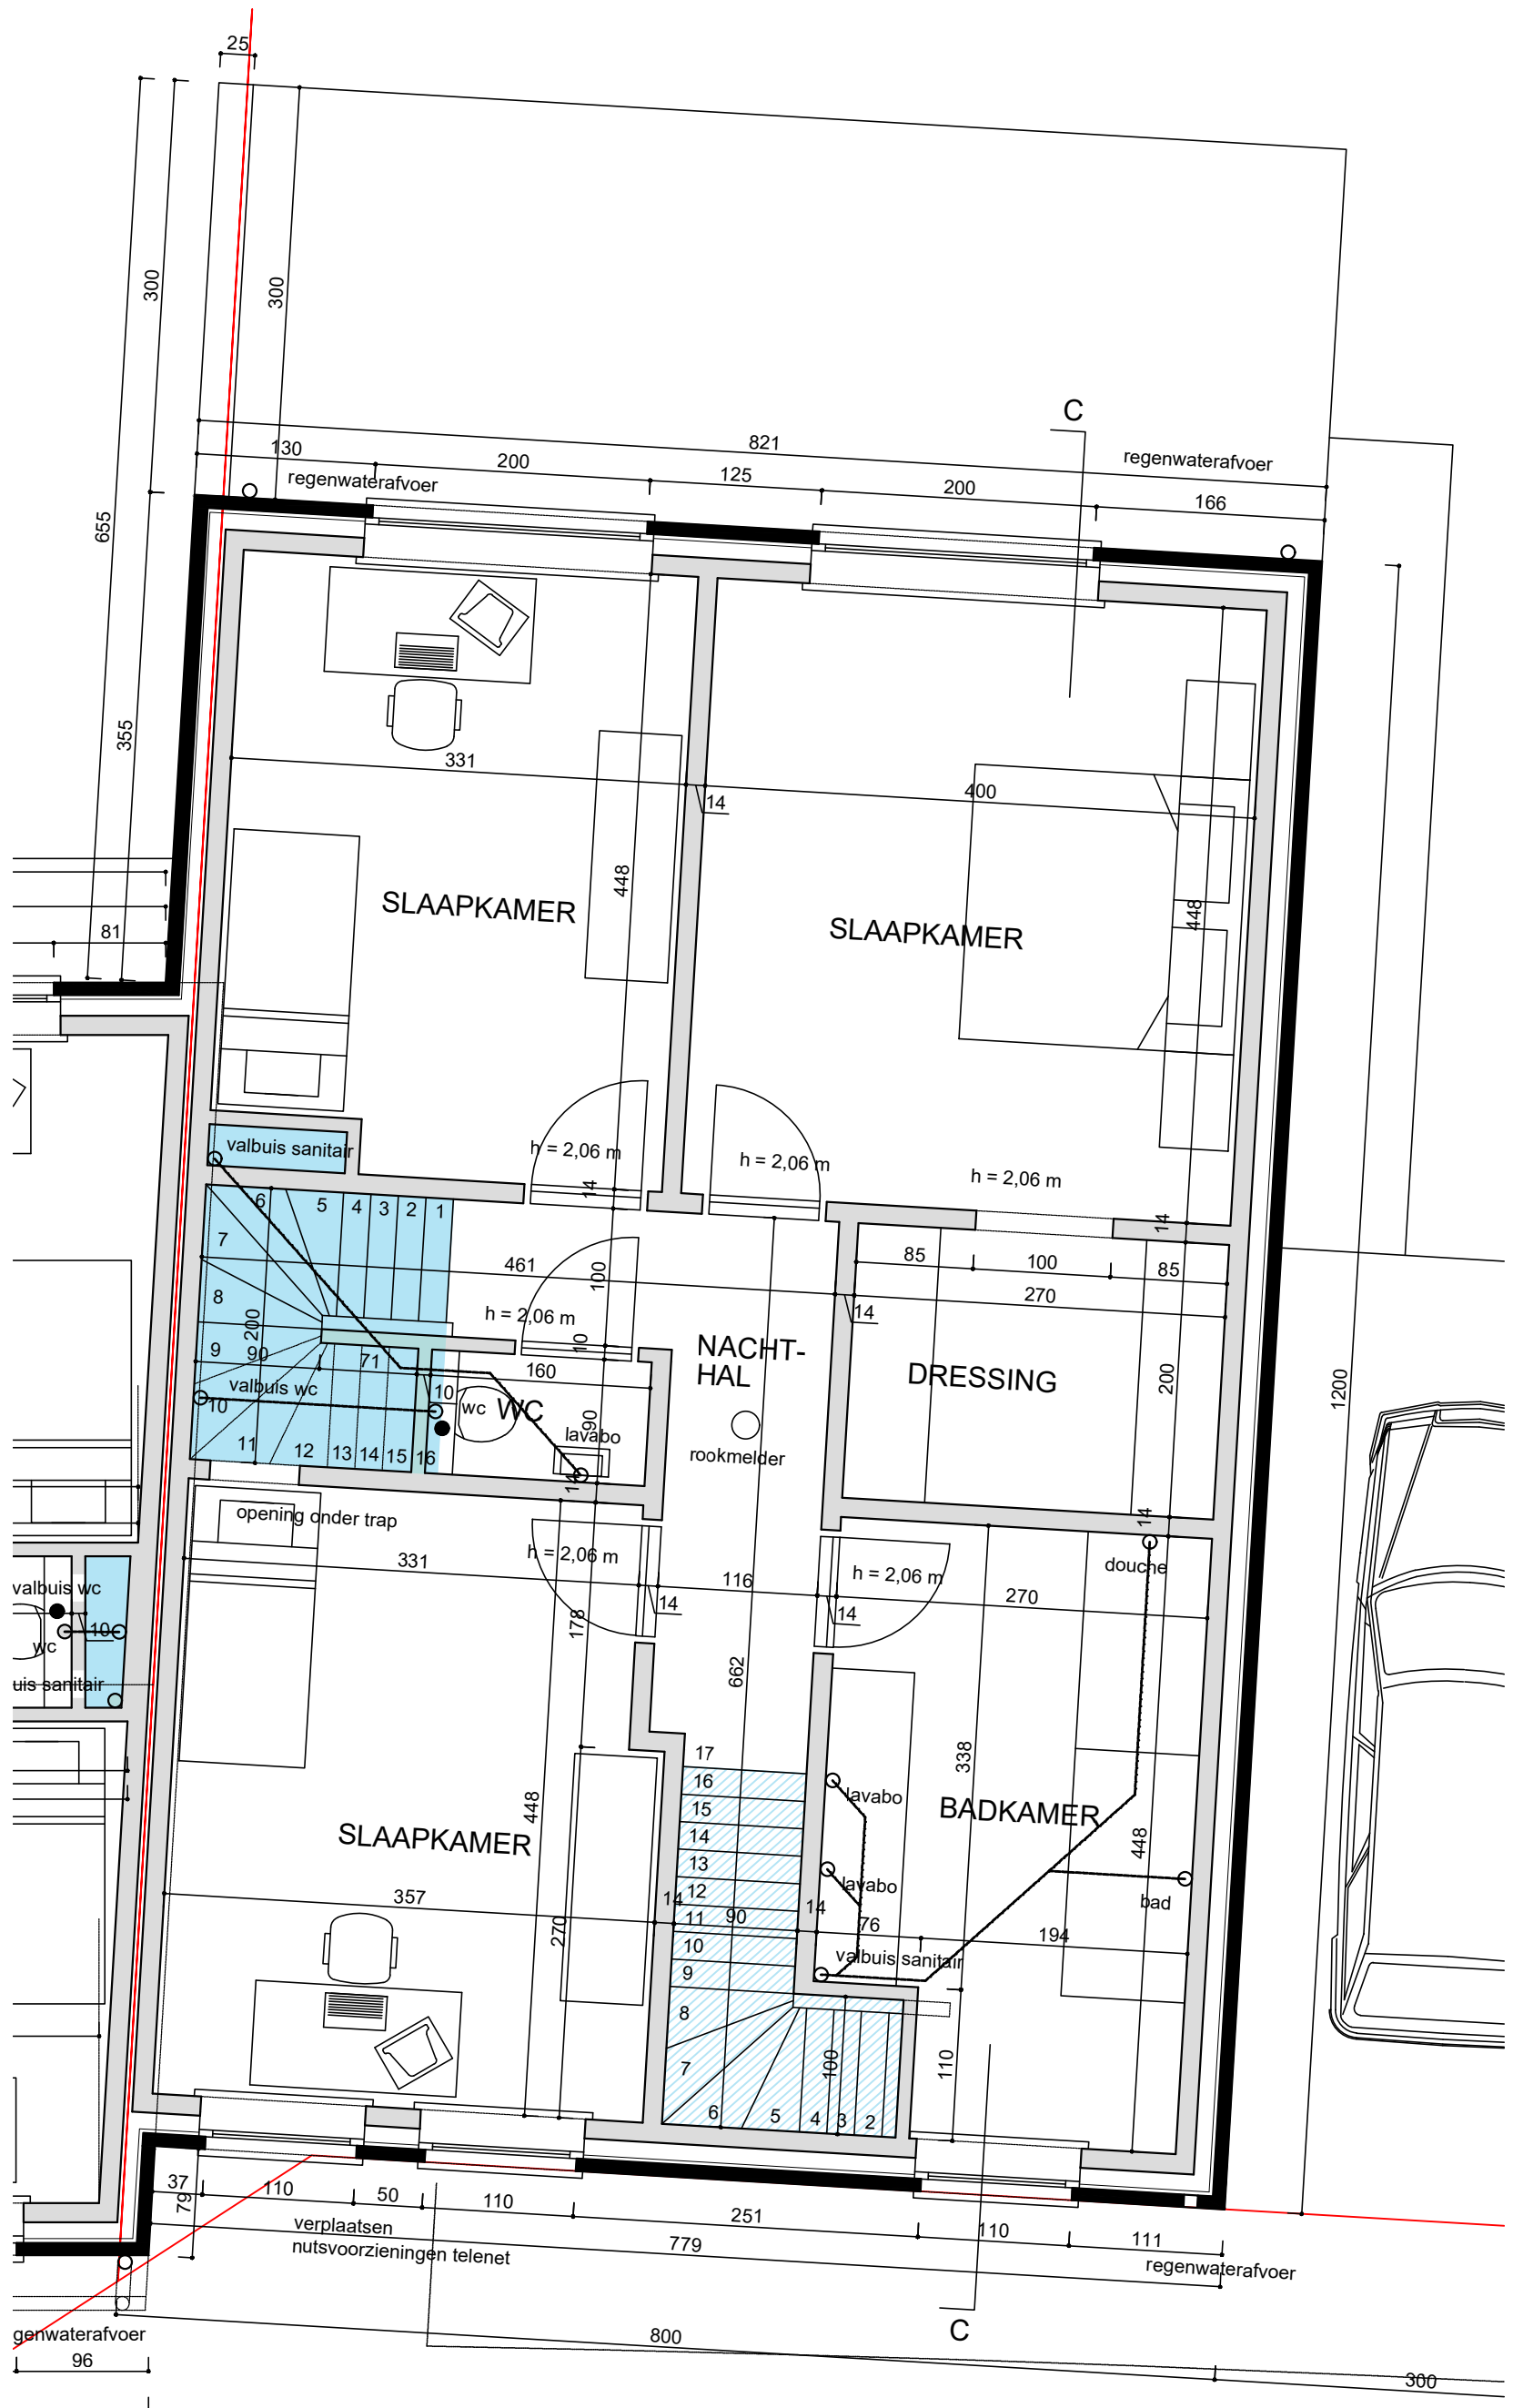 25
300
300
655
355
C
821
regenwaterafvoer
130
200
regenwaterafvoer
125
200
166
331
14
400
448
448
81
SLAAPKAMER
SLAAPKAMER
valbuis sanitair
h = 2,06 m
h = 2,06 m
h = 2,06 m
14
14
6
5
4
3
2
1
7
461
100
85
100
85
270
14
8
h = 2,06 m
200
9
90
71
10
160
NACHT-
HAL
DRESSING
200
1200
valbuis wc
10
10
wc
WC
90
lavabo
rookmelder
11
12
13
14
15
16
14
14
opening onder trap
331
h = 2,06 m
116
h = 2,06 m
douche
270
14
14
178
valbuis wc
10
wc
uis sanitair
662
17
16
15
14
13
12
11
10
9
8
7
6
5
4
3
2
338
lavabo
BADKAMER
448
SLAAPKAMER
448
lavabo
bad
357
14
90
14
76
194
270
valbuis sanitair
100
110
37
79
110
50
110
251
110
111
verplaatsen
nutsvoorzieningen telenet
779
regenwaterafvoer
C
genwaterafvoer
800
96
300